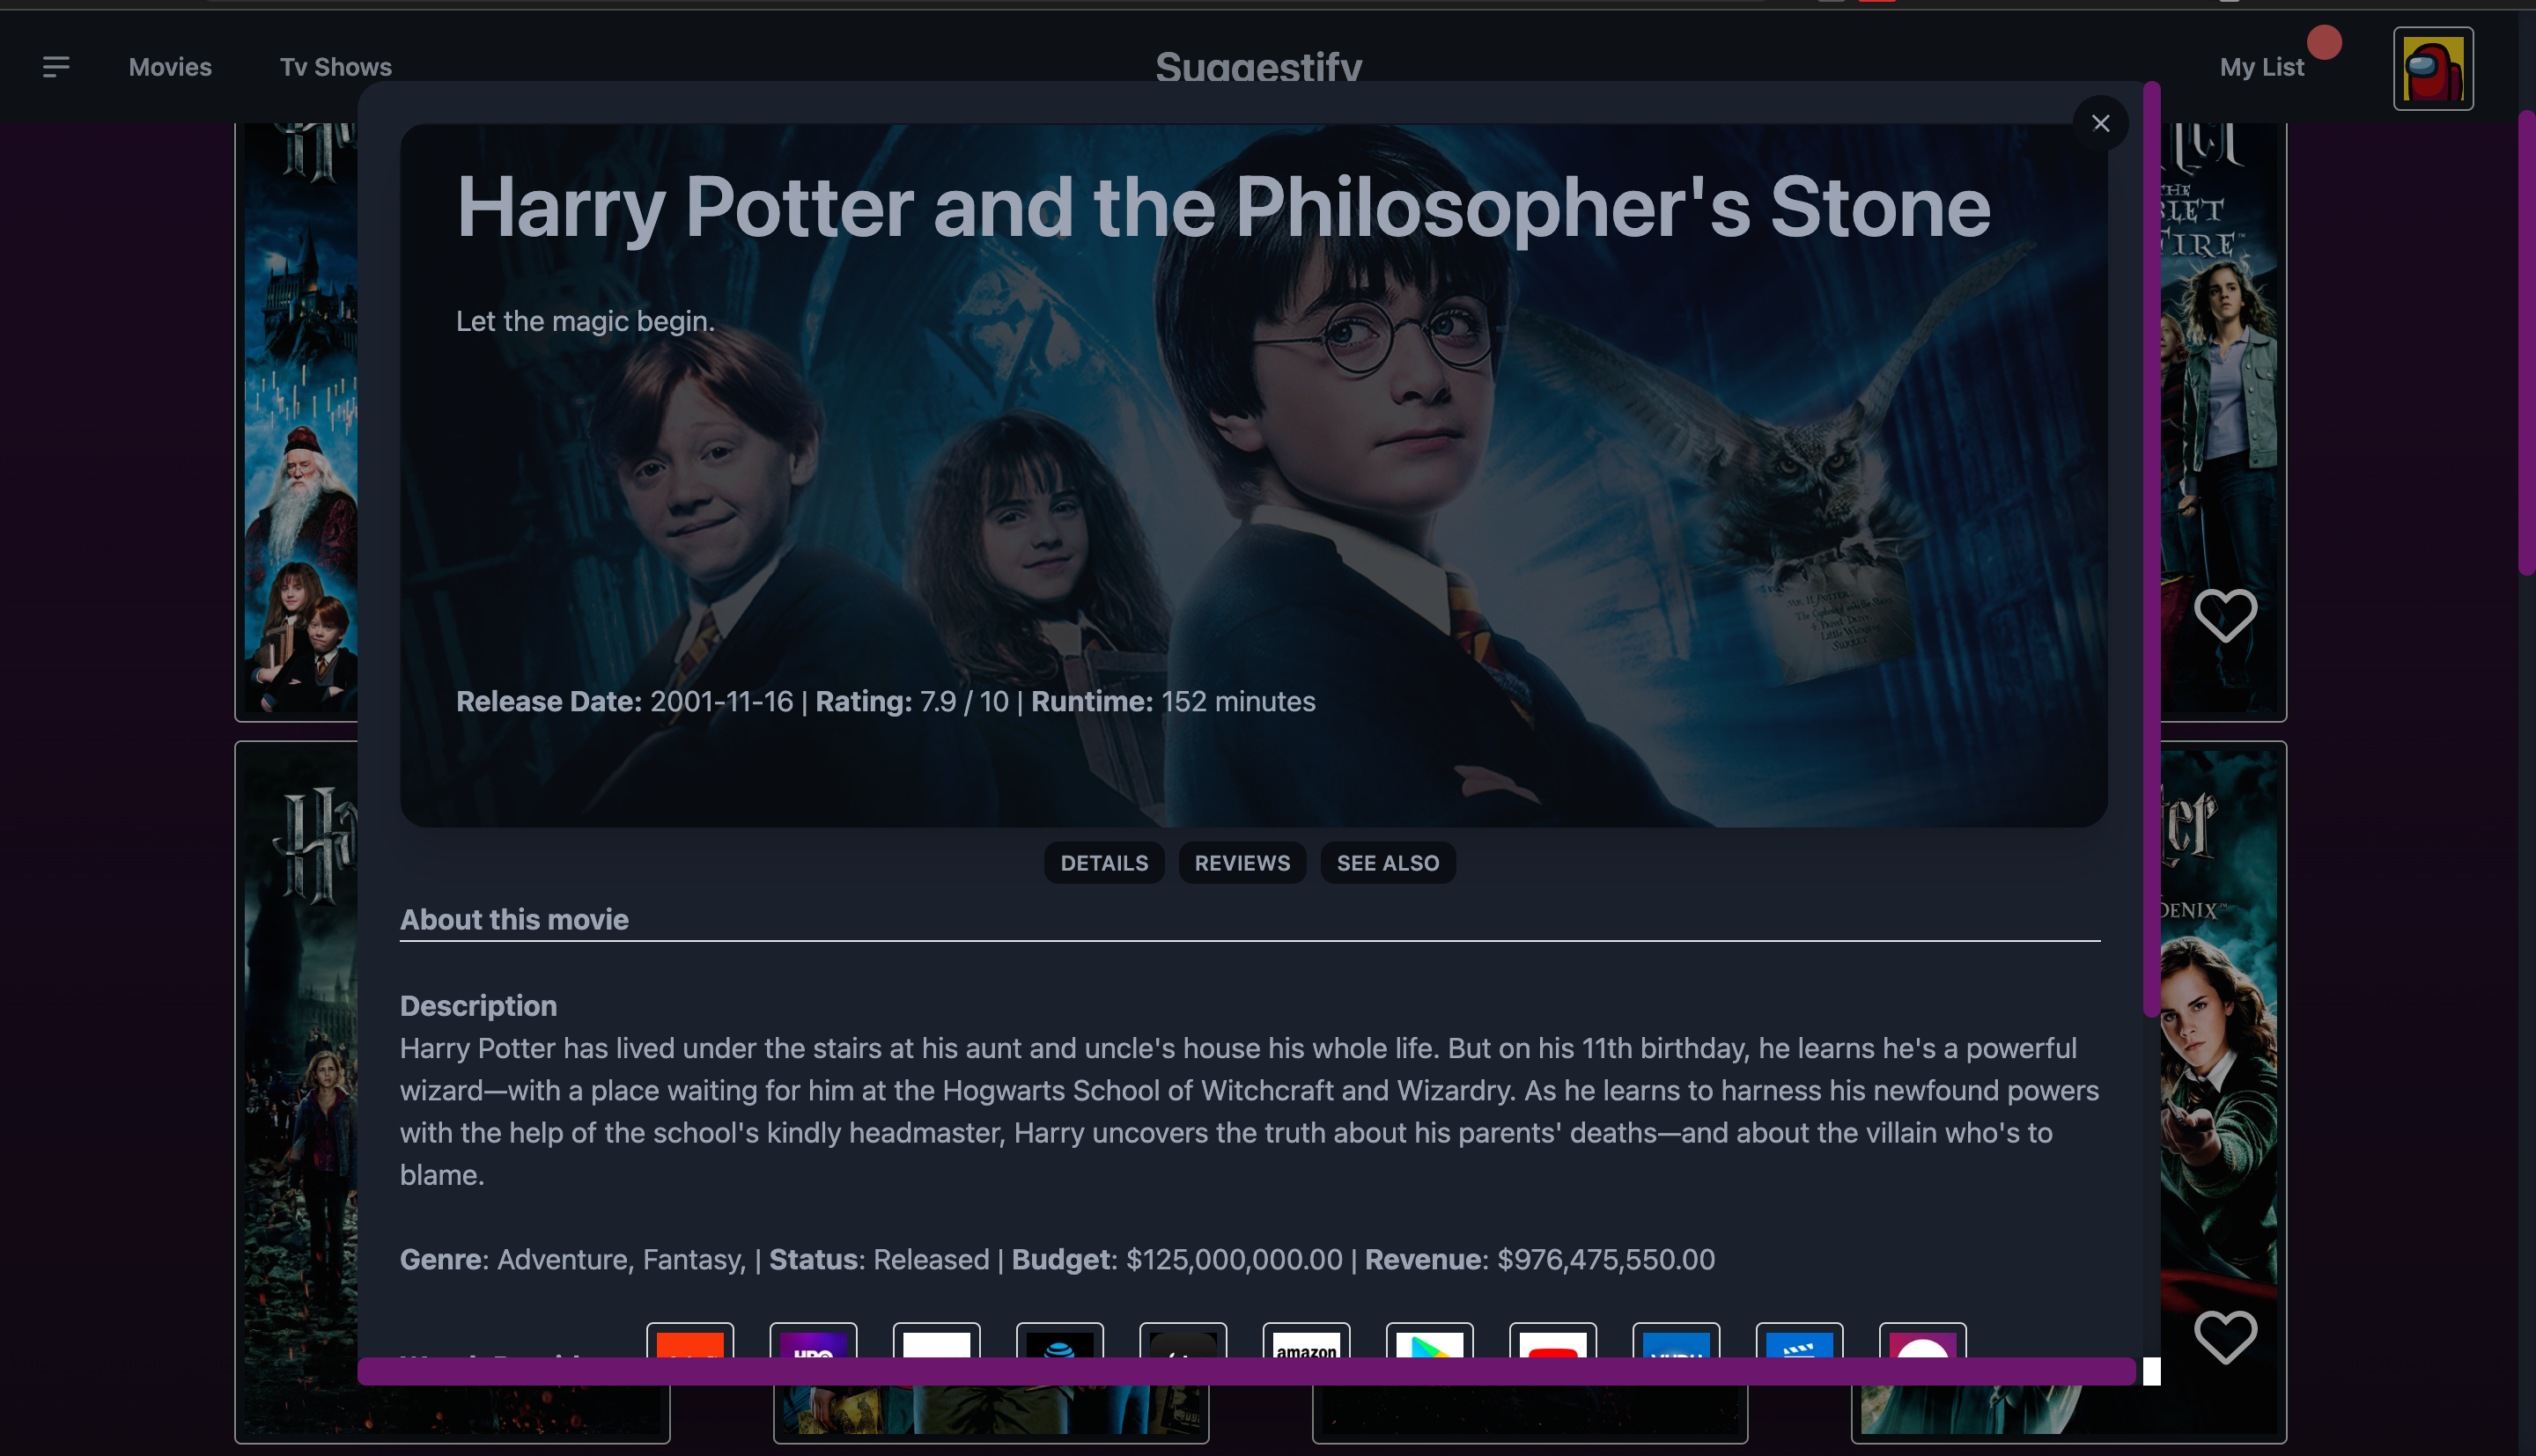 Movies
Tv Shows
Suggestify
My List
Harry Potter and the Philosopher's Stone
Let the magic begin.
THE
FIRE™
MR. H. POTTER
Release Date: 2001-11-16 | Rating: 7.9 / 10 | Runtime: 152 minutes
DETAILS
REVIEWS
SEE ALSO
About this movie
Description
Harry Potter has lived under the stairs at his aunt and uncle's house his whole life. But on his 11th birthday, he learns he's a powerful
wizard—with a place waiting for him at the Hogwarts School of Witchcraft and Wizardry. As he learns to harness his newfound powers
with the help of the school's kindly headmaster, Harry uncovers the truth about his parents' deaths—and about the villain who's to
blame.
Genre: Adventure, Fantasy, | Status: Released | Budget: $125,000,000.00 | Revenue: $976,475,550.00
HBO
amazon